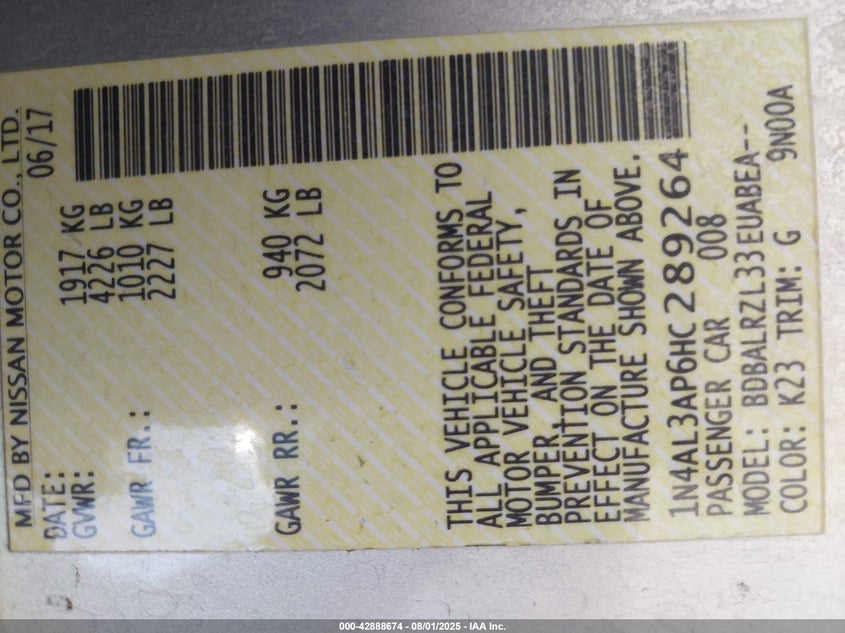 MFD BY NISSAN MOTOR CO., LTD.
DATE: 06/17
GVWR: 1917 KG
4226 LB
GAWR FR.: 1010 KG
2227 LB
GAWR RR.: 940 KG
2072 LB
THIS VEHICLE CONFORMS TO
ALL APPLICABLE FEDERAL
MOTOR VEHICLE SAFETY,
BUMPER, AND THEFT
PREVENTION STANDARDS IN
EFFECT ON THE DATE OF
MANUFACTURE SHOWN ABOVE.
1N4AL3AP6HC289264
PASSENGER CAR 008
MODEL: BDBALRZL33EUABEA--
COLOR: K23 TRIM: G 9N00A
000-42888674 - 08/01/2025 - IAA Inc.